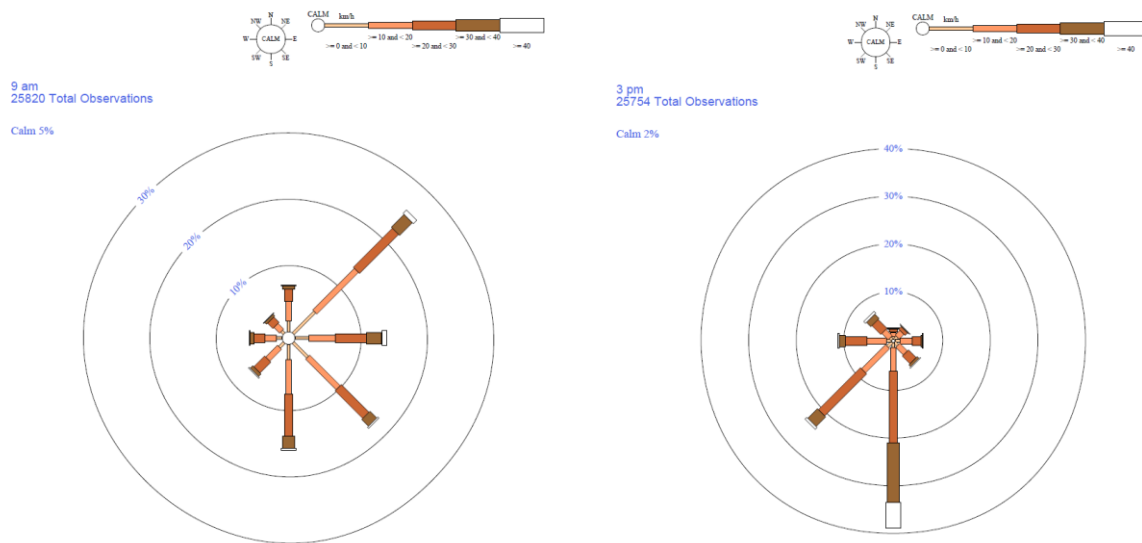 N
NW NE
W CALM E
SW SE
S
CALM km/h
>= 10 and < 20 >= 30 and < 40
>= 0 and < 10 >= 20 and < 30 >= 40
9 am
25820 Total Observations
Calm 5%
30%
20%
10%
N
NW NE
W CALM E
SW SE
S
CALM km/h
>= 10 and < 20 >= 30 and < 40
>= 0 and < 10 >= 20 and < 30 >= 40
3 pm
25754 Total Observations
Calm 2%
40%
30%
20%
10%